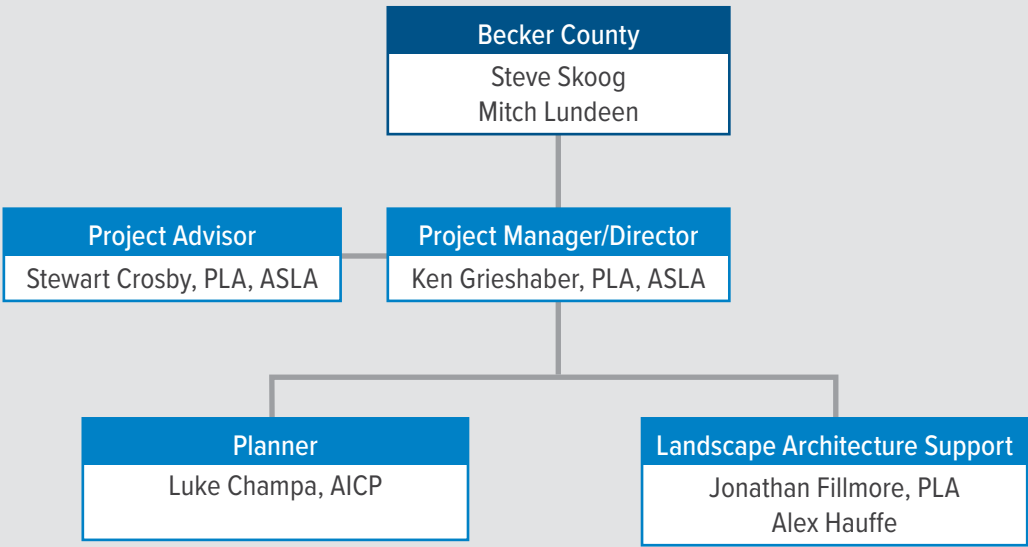 Becker County
Steve Skoog
Mitch Lundeen
Project Advisor
Stewart Crosby, PLA, ASLA
Project Manager/Director
Ken Grieshaber, PLA, ASLA
Planner
Luke Champa, AICP
Landscape Architecture Support
Jonathan Fillmore, PLA
Alex Hauffe